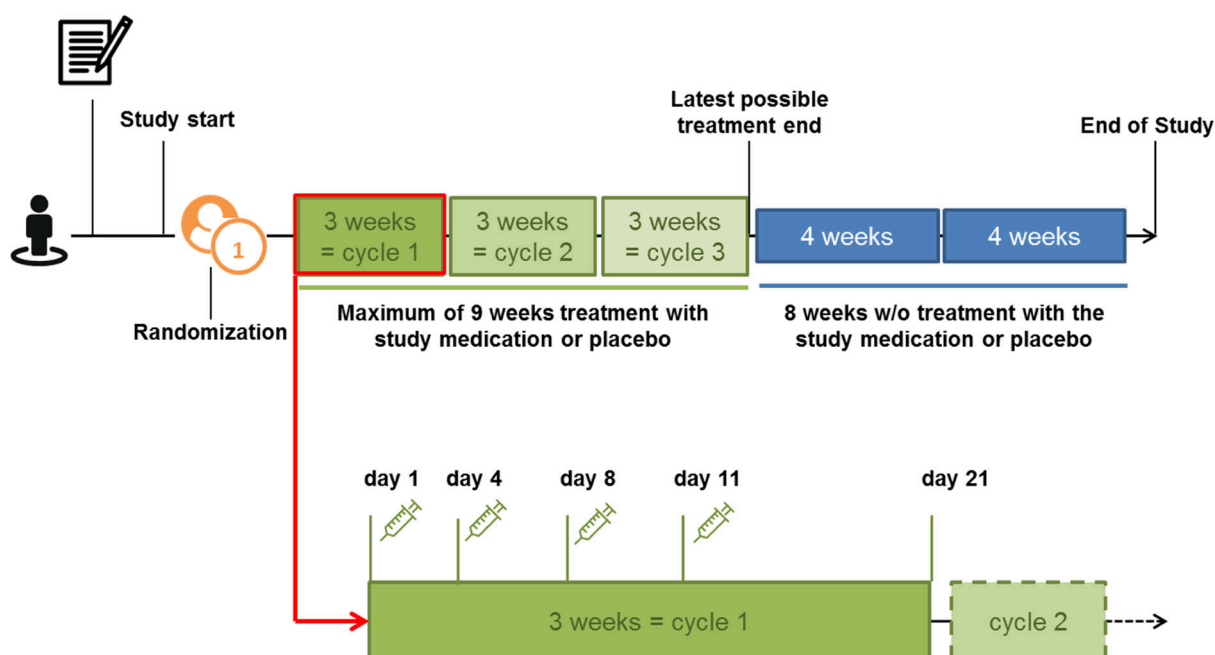 Study start
Latest possible
treatment end
End of Study
1
3 weeks
= cycle 1
3 weeks
= cycle 2
3 weeks
= cycle 3
4 weeks
4 weeks
Randomization
Maximum of 9 weeks treatment with
study medication or placebo
8 weeks w/o treatment with the
study medication or placebo
day 1
day 4
day 8
day 11
day 21
3 weeks = cycle 1
cycle 2